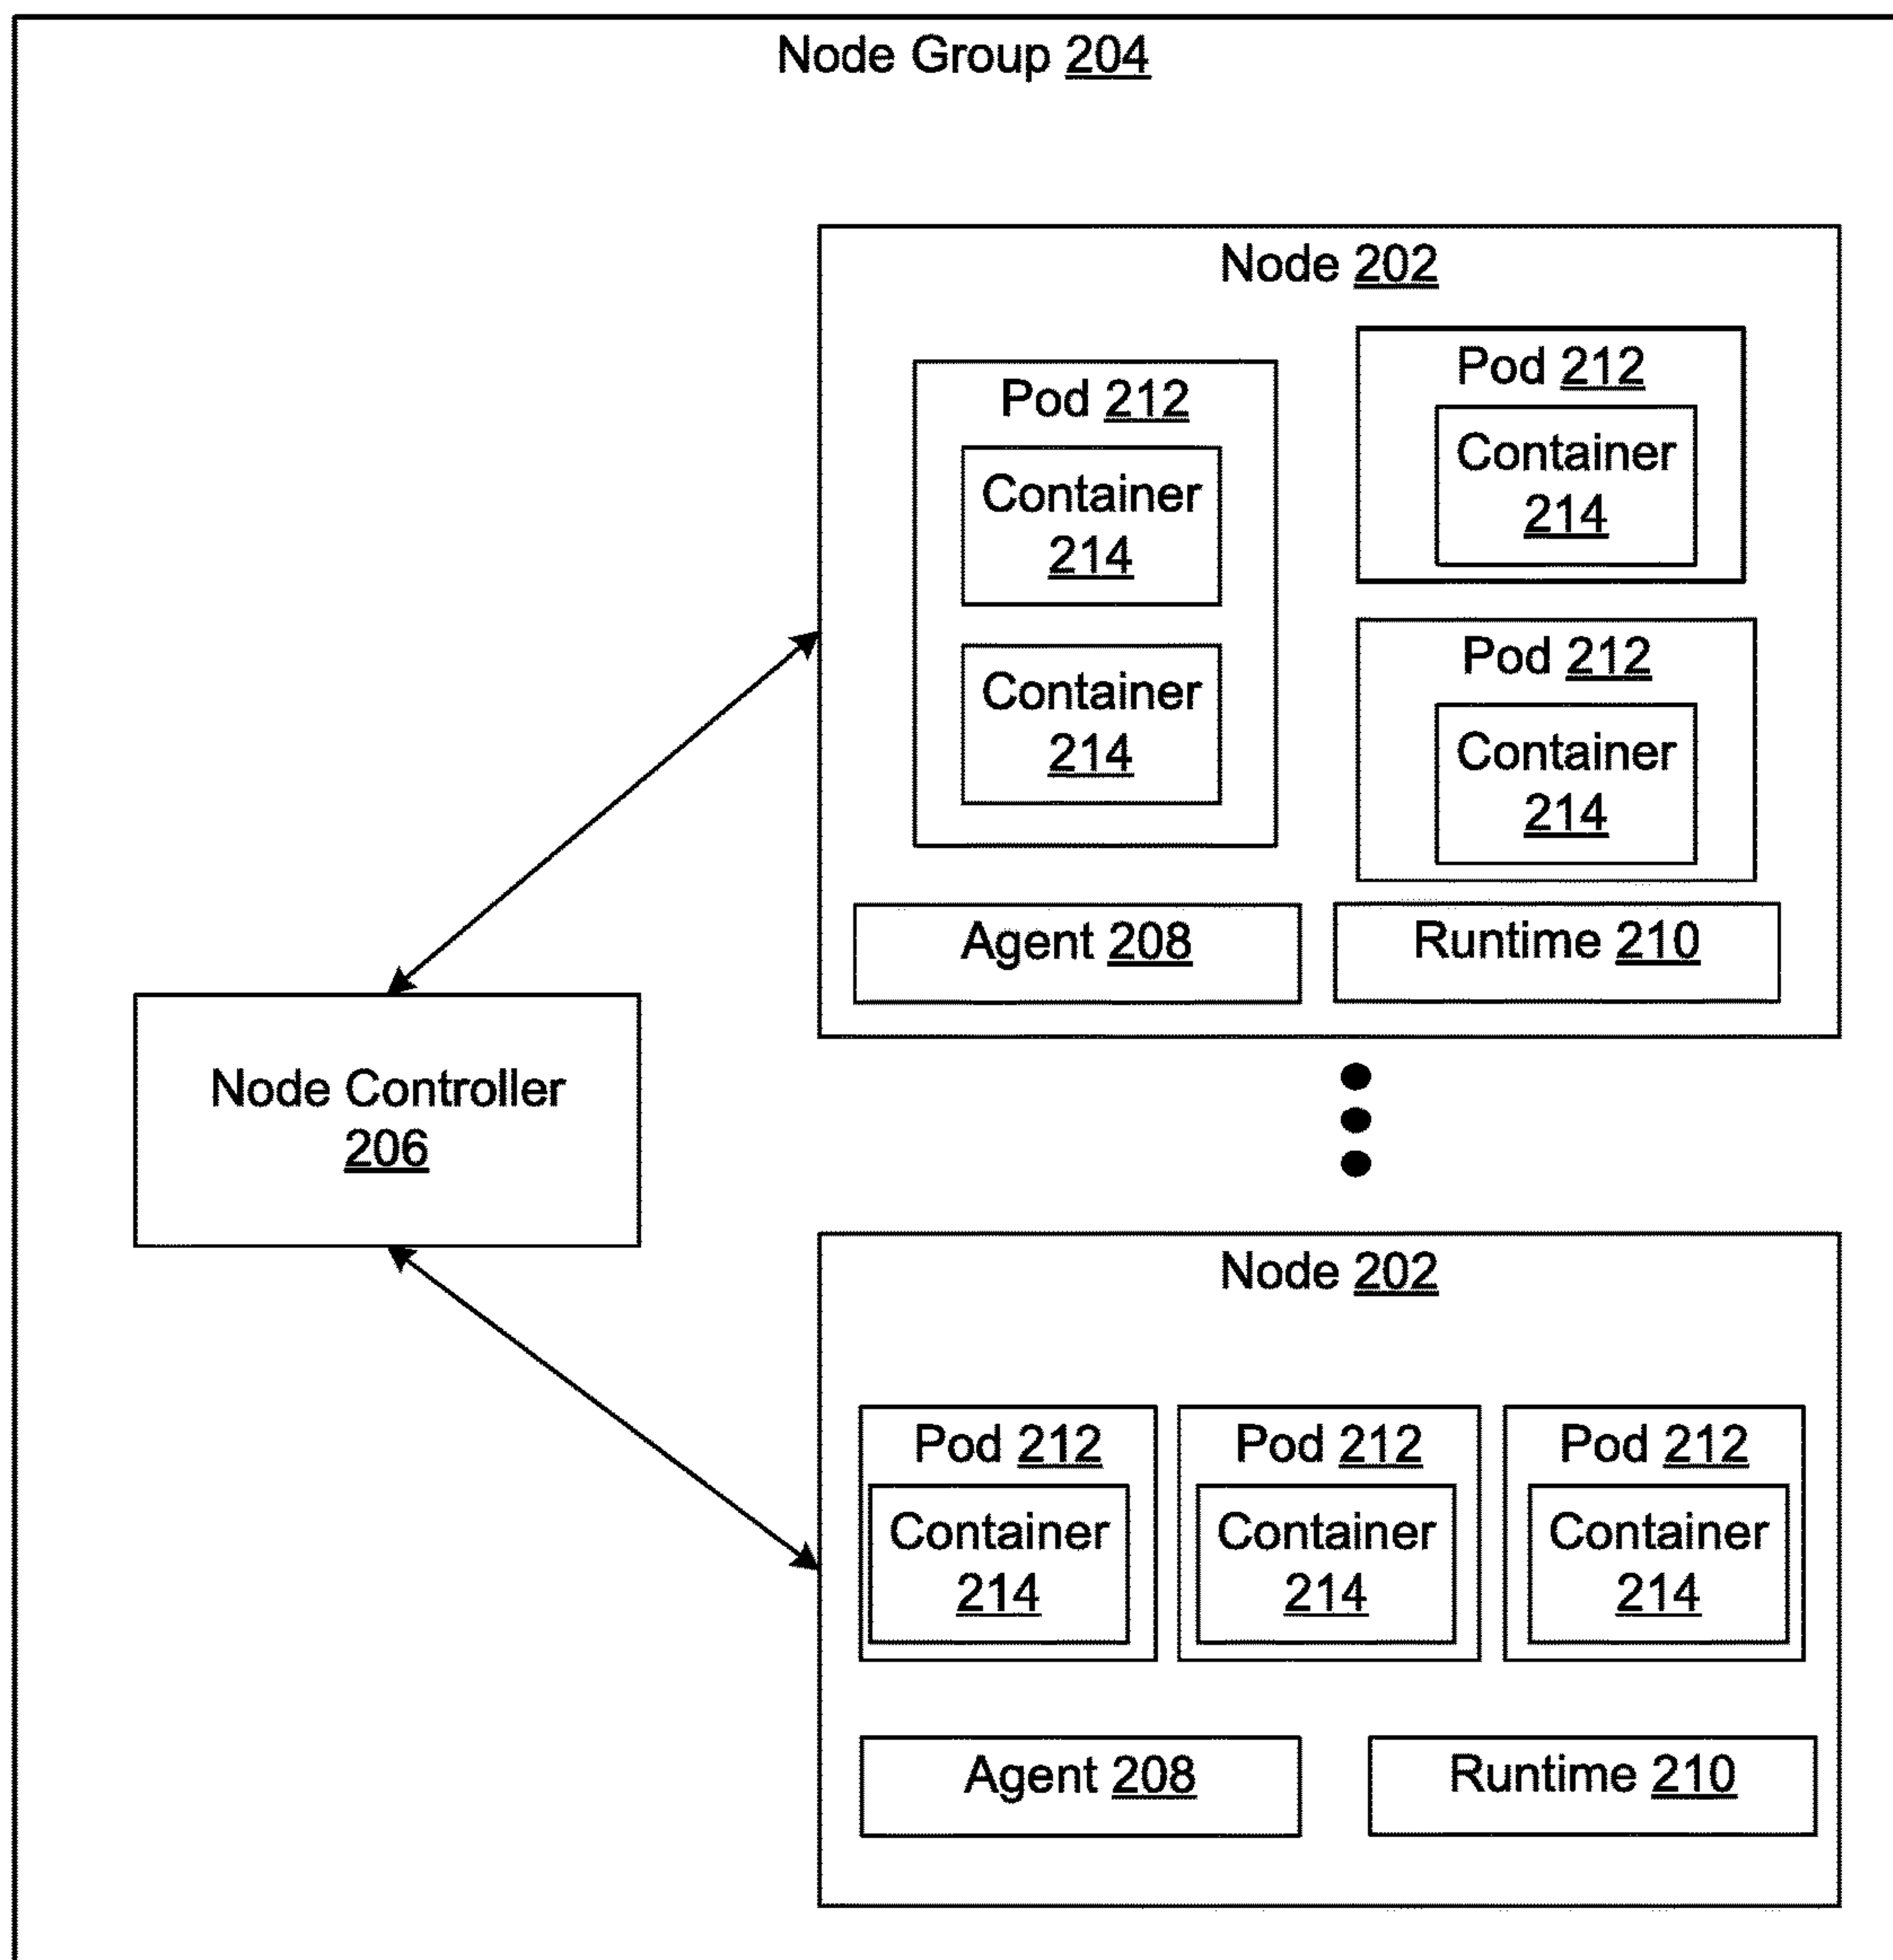 Node Group 204
Node 202
Pod 212
Container
214
Container
214
Pod 212
Container
214
Pod 212
Container
214
Agent 208
Runtime 210
Node Controller
206
Node 202
Pod 212
Container
214
Pod 212
Container
214
Pod 212
Container
214
Agent 208
Runtime 210